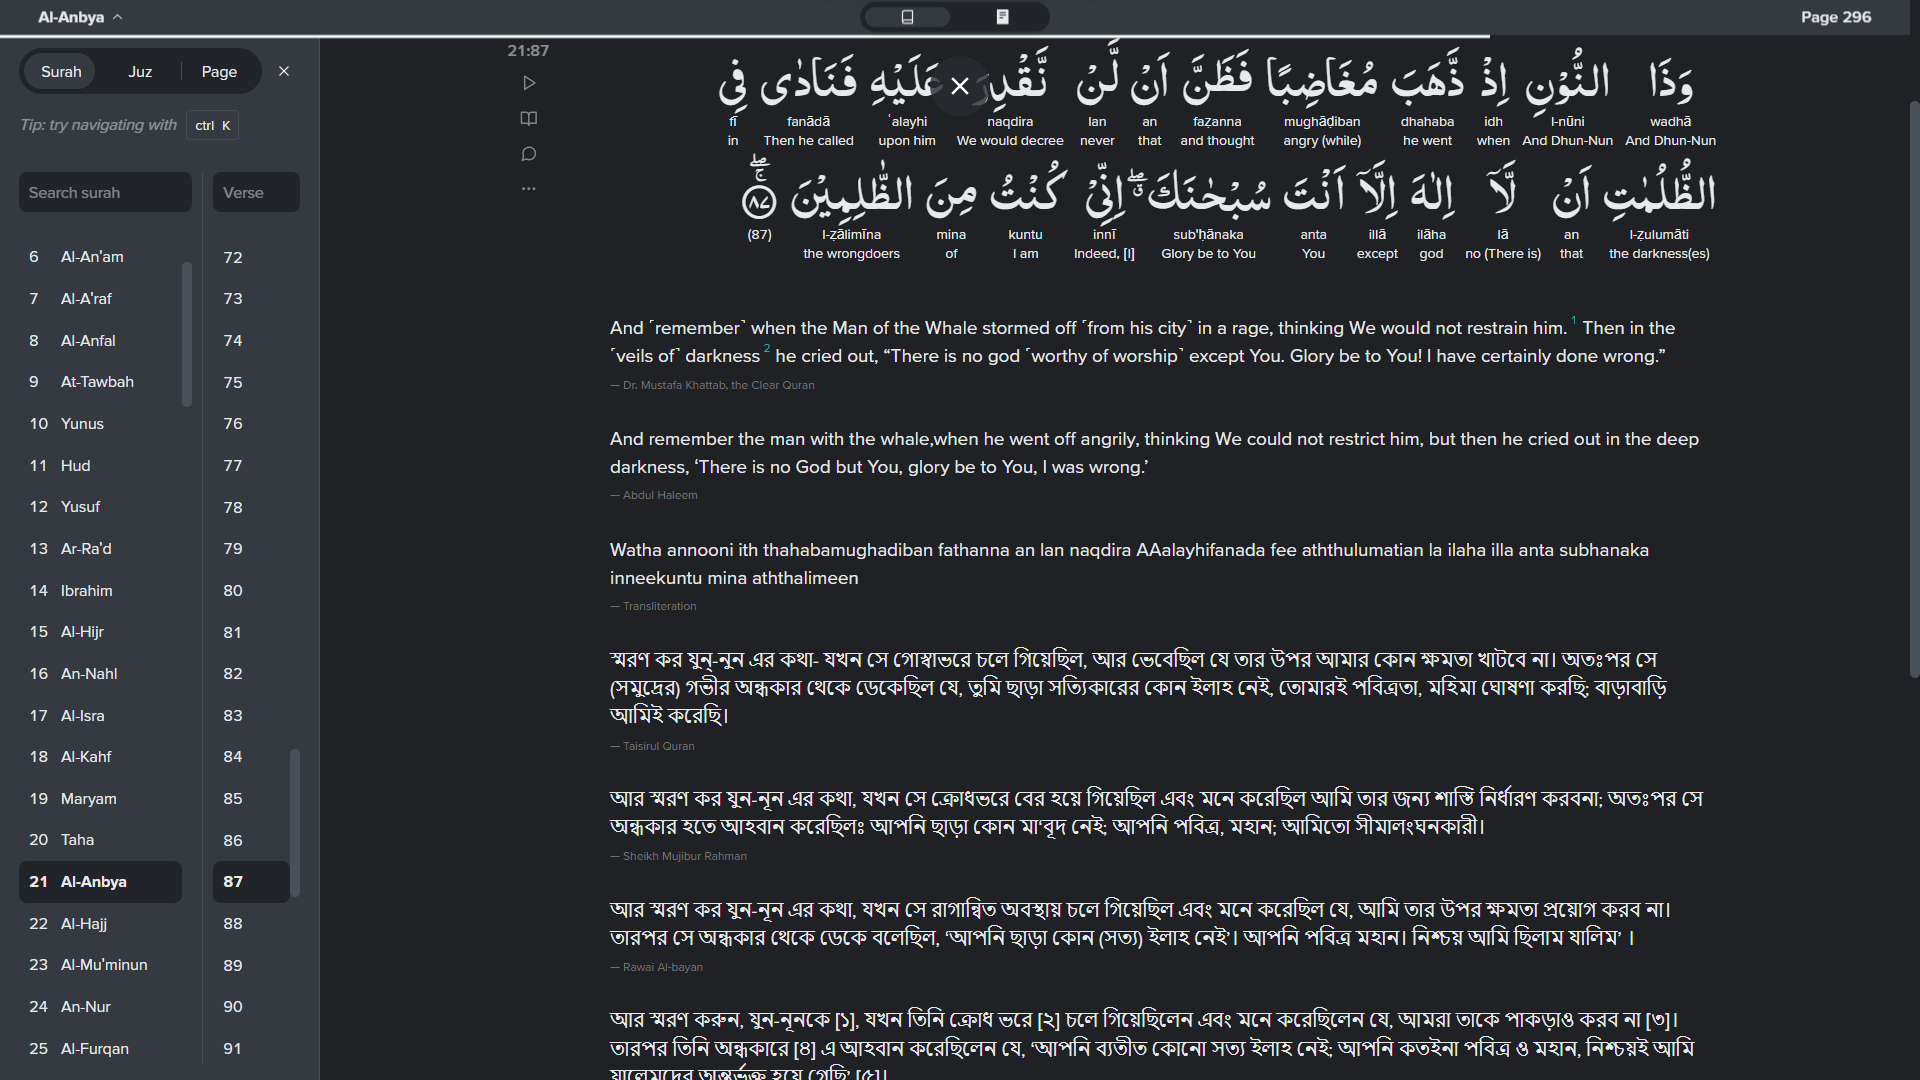 Al-Anbya
Page 296
Surah Juz Page
Tip: try navigating with ctrl K
Search surah
Verse
6 Al-An'am
7 Al-A'raf
8 Al-Anfal
9 At-Tawbah
10 Yunus
11 Hud
12 Yusuf
13 Ar-Ra'd
14 Ibrahim
15 Al-Hijr
16 An-Nahl
17 Al-Isra
18 Al-Kahf
19 Maryam
20 Taha
21 Al-Anbya
22 Al-Hajj
23 Al-Mu'minun
24 An-Nur
25 Al-Furqan
72
73
74
75
76
77
78
79
80
81
82
83
84
85
86
87
88
89
90
91
21:87
وَذَا النُّوْنِ اِذْ ذَّهَبَ مُغَاضِبًا فَظَنَّ اَنْ لَّنْ نَّقْدِرَ عَلَيْهِ فَنَادٰى فِى
fī fanādā ʿalayhi naqdira lan an faẓanna mughāḍiban dhahaba idh l-nūni wadhā
in Then he called upon him We would decree never that and thought angry (while) he went when And Dhun-Nun And Dhun-Nun
الظُّلُمٰتِ اَنْ لَّآ اِلٰهَ اِلَّآ اَنْتَ سُبْحٰنَكَ ۖ اِنِّىْ كُنْتُ مِنَ الظّٰلِمِيْنَ ۚۖ ٨٧
(87) l-ẓālimīna mina kuntu innī sub'ḥānaka anta illā ilāha lā an l-ẓulumāti
the wrongdoers of I am Indeed, [I] Glory be to You You except god no (There is) that the darkness(es)
And ˹remember˺ when the Man of the Whale stormed off ˹from his city˺ in a rage, thinking We would not restrain him. 1 Then in the
˹veils of˺ darkness 2 he cried out, “There is no god ˹worthy of worship˺ except You. Glory be to You! I have certainly done wrong.”
— Dr. Mustafa Khattab, the Clear Quran
And remember the man with the whale,when he went off angrily, thinking We could not restrict him, but then he cried out in the deep
darkness, ‘There is no God but You, glory be to You, I was wrong.’
— Abdul Haleem
Watha annooni ith thahabamughadiban fathanna an lan naqdira AAalayhifanada fee aththulumatian la ilaha illa anta subhanaka
inneekuntu mina aththalimeen
— Transliteration
স্মরণ কর যুন্-নুন এর কথা- যখন সে গোস্বাভরে চলে গিয়েছিল, আর ভেবেছিল যে তার উপর আমার কোন ক্ষমতা খাটবে না। অতঃপর সে
(সমুদ্রের) গভীর অন্ধকার থেকে ডেকেছিল যে, তুমি ছাড়া সত্যিকারের কোন ইলাহ নেই, তোমারই পবিত্রতা, মহিমা ঘোষণা করছি; বাড়াবাড়ি
আমিই করেছি।
— Taisirul Quran
আর স্মরণ কর যুন-নূন এর কথা, যখন সে ক্রোধভরে বের হয়ে গিয়েছিল এবং মনে করেছিল আমি তার জন্য শাস্তি নির্ধারণ করবনা; অতঃপর সে
অন্ধকার হতে আহবান করেছিলঃ আপনি ছাড়া কোন মা‘বূদ নেই; আপনি পবিত্র, মহান; আমিতো সীমালংঘনকারী।
— Sheikh Mujibur Rahman
আর স্মরণ কর যুন-নূন এর কথা, যখন সে রাগান্বিত অবস্থায় চলে গিয়েছিল এবং মনে করেছিল যে, আমি তার উপর ক্ষমতা প্রয়োগ করব না।
তারপর সে অন্ধকার থেকে ডেকে বলেছিল, ‘আপনি ছাড়া কোন (সত্য) ইলাহ নেই’। আপনি পবিত্র মহান। নিশ্চয় আমি ছিলাম যালিম’ ।
— Rawai Al-bayan
আর স্মরণ করুন, যুন-নূনকে [১], যখন তিনি ক্রোধ ভরে [২] চলে গিয়েছিলেন এবং মনে করেছিলেন যে, আমরা তাকে পাকড়াও করব না [৩]।
তারপর তিনি অন্ধকারে [৪] এ আহবান করেছিলেন যে, ‘আপনি ব্যতীত কোনো সত্য ইলাহ নেই; আপনি কতইনা পবিত্র ও মহান, নিশ্চয়ই আমি
যালেমদের অন্তর্ভুক্ত হয়ে গেছি’ [৫]।